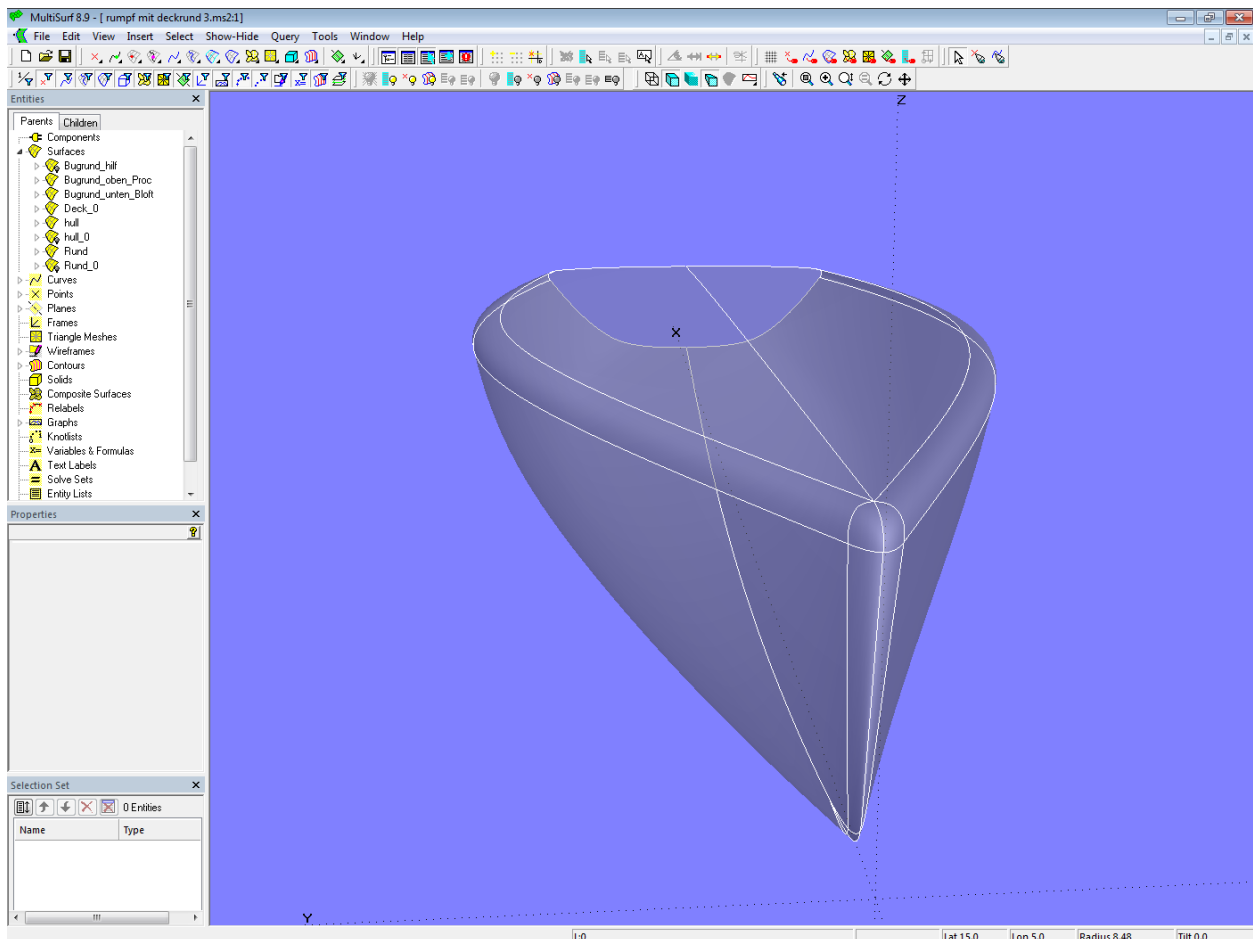 MultiSurf 8.9 - [ rumpf mit deckrund 3.ms2:1]
File Edit View Insert Select Show-Hide Query Tools Window Help
Entities
Parents Children
Components
Surfaces
Bugrund_hilf
Bugrund_oben_Proc
Bugrund_unten_Bloft
Deck_0
hull
hull_0
Rund
Rund_0
Curves
Points
Planes
Frames
Triangle Meshes
Wireframes
Contours
Solids
Composite Surfaces
Relabels
Graphs
Knotlists
Variables & Formulas
Text Labels
Solve Sets
Entity Lists
Properties
Selection Set
0 Entities
Name Type
Z
X
Y
L:0 Lat 15.0 Lon 5.0 Radius 8.48 Tilt 0.0